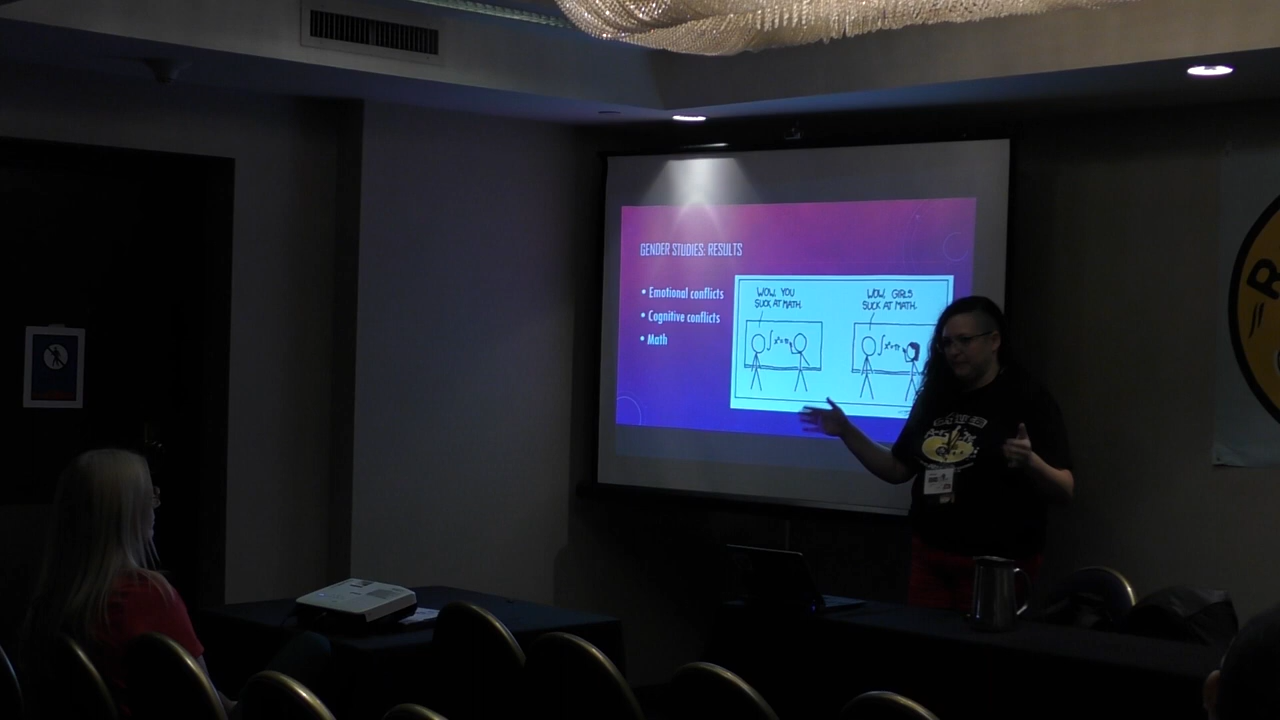 GENDER STUDIES: RESULTS
• Emotional conflicts
• Cognitive conflicts
• Math
WOW, YOU
SUCK AT MATH.
WOW, GIRLS
SUCK AT MATH.